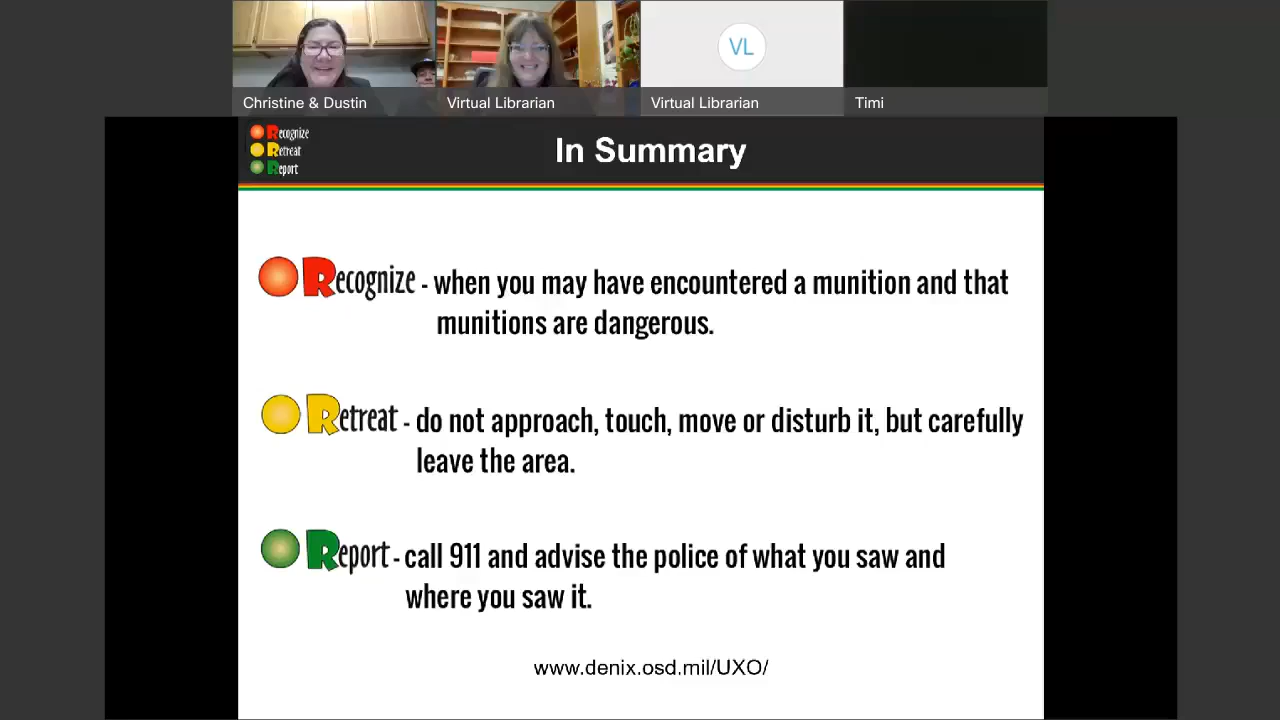 VL
Christine & Dustin
Virtual Librarian
Virtual Librarian
Timi
Recognize
Retreat
Report
In Summary
Recognize - when you may have encountered a munition and that
munitions are dangerous.
Retreat - do not approach, touch, move or disturb it, but carefully
leave the area.
Report - call 911 and advise the police of what you saw and
where you saw it.
www.denix.osd.mil/UXO/